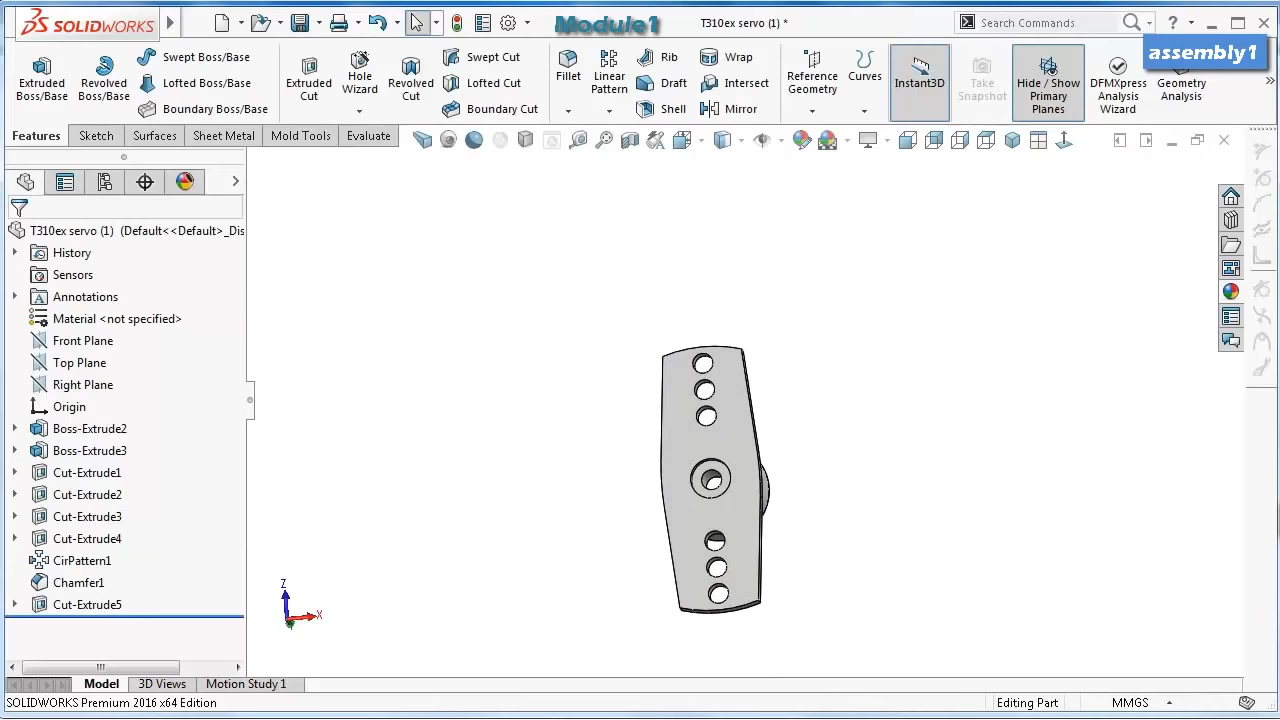 SOLIDWORKS
Module1
T310ex servo (1) *
Search Commands
assembly1
Extruded Boss/Base
Revolved Boss/Base
Swept Boss/Base
Lofted Boss/Base
Boundary Boss/Base
Extruded Cut
Hole Wizard
Revolved Cut
Swept Cut
Lofted Cut
Boundary Cut
Fillet
Linear Pattern
Rib
Draft
Shell
Wrap
Intersect
Mirror
Reference Geometry
Curves
Instant3D
Take Snapshot
Hide / Show Primary Planes
DFMXpress Analysis Wizard
Geometry Analysis
Features
Sketch
Surfaces
Sheet Metal
Mold Tools
Evaluate
T310ex servo (1) (Default<<Default>_Dis
History
Sensors
Annotations
Material <not specified>
Front Plane
Top Plane
Right Plane
Origin
Boss-Extrude2
Boss-Extrude3
Cut-Extrude1
Cut-Extrude2
Cut-Extrude3
Cut-Extrude4
CirPattern1
Chamfer1
Cut-Extrude5
Z
X
Model
3D Views
Motion Study 1
SOLIDWORKS Premium 2016 x64 Edition
Editing Part
MMGS